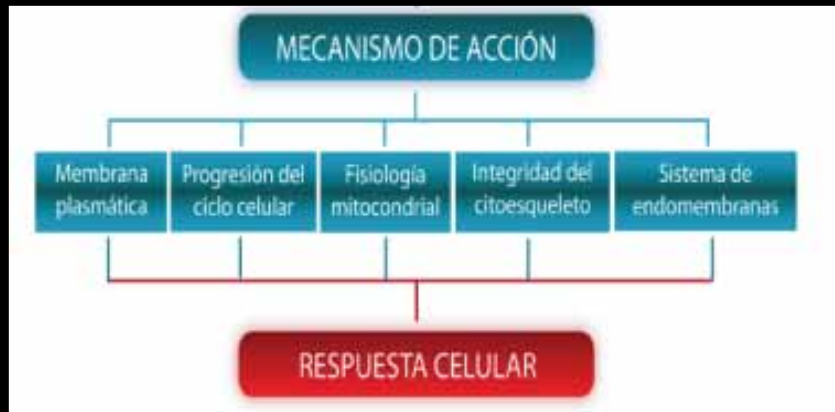 MECANISMO DE ACCIÓN
Membrana
plasmática
Progresión del
ciclo celular
Fisiología
mitocondrial
Integridad del
citoesqueleto
Sistema de
endomembranas
RESPUESTA CELULAR